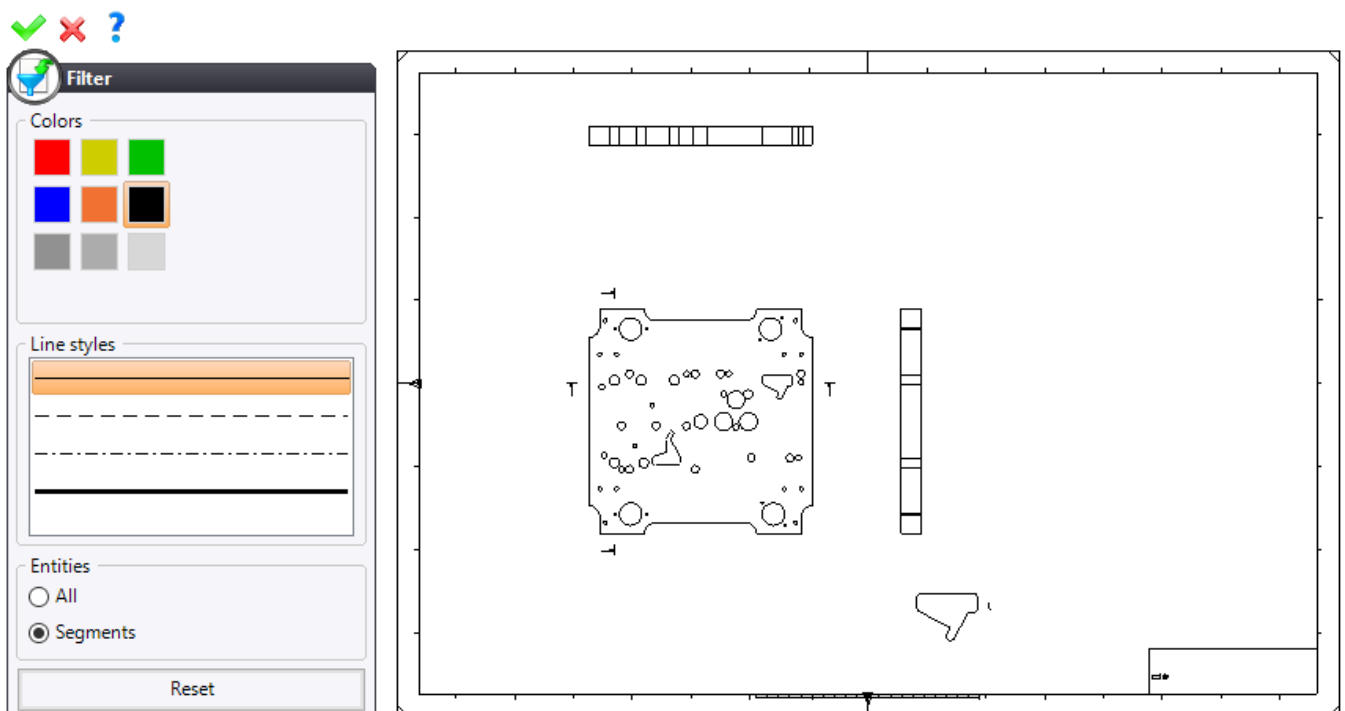 Filter
Colors
Line styles
Entities
All
Segments
Reset